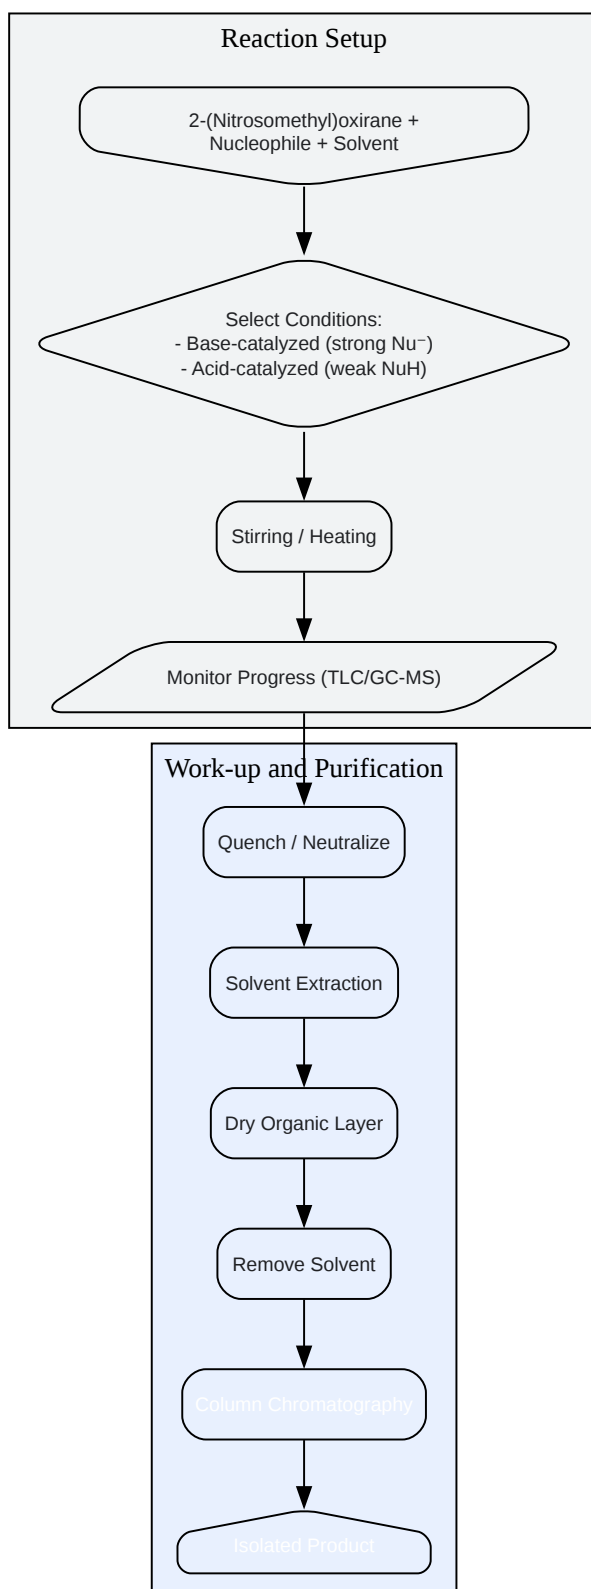 Reaction Setup
2-(Nitrosomethyl)oxirane +
Nucleophile + Solvent
Select Conditions:
- Base-catalyzed (strong Nu⁻)
- Acid-catalyzed (weak NuH)
Stirring / Heating
Monitor Progress (TLC/GC-MS)
Work-up and Purification
Quench / Neutralize
Solvent Extraction
Dry Organic Layer
Remove Solvent
Column Chromatography
Isolated Product